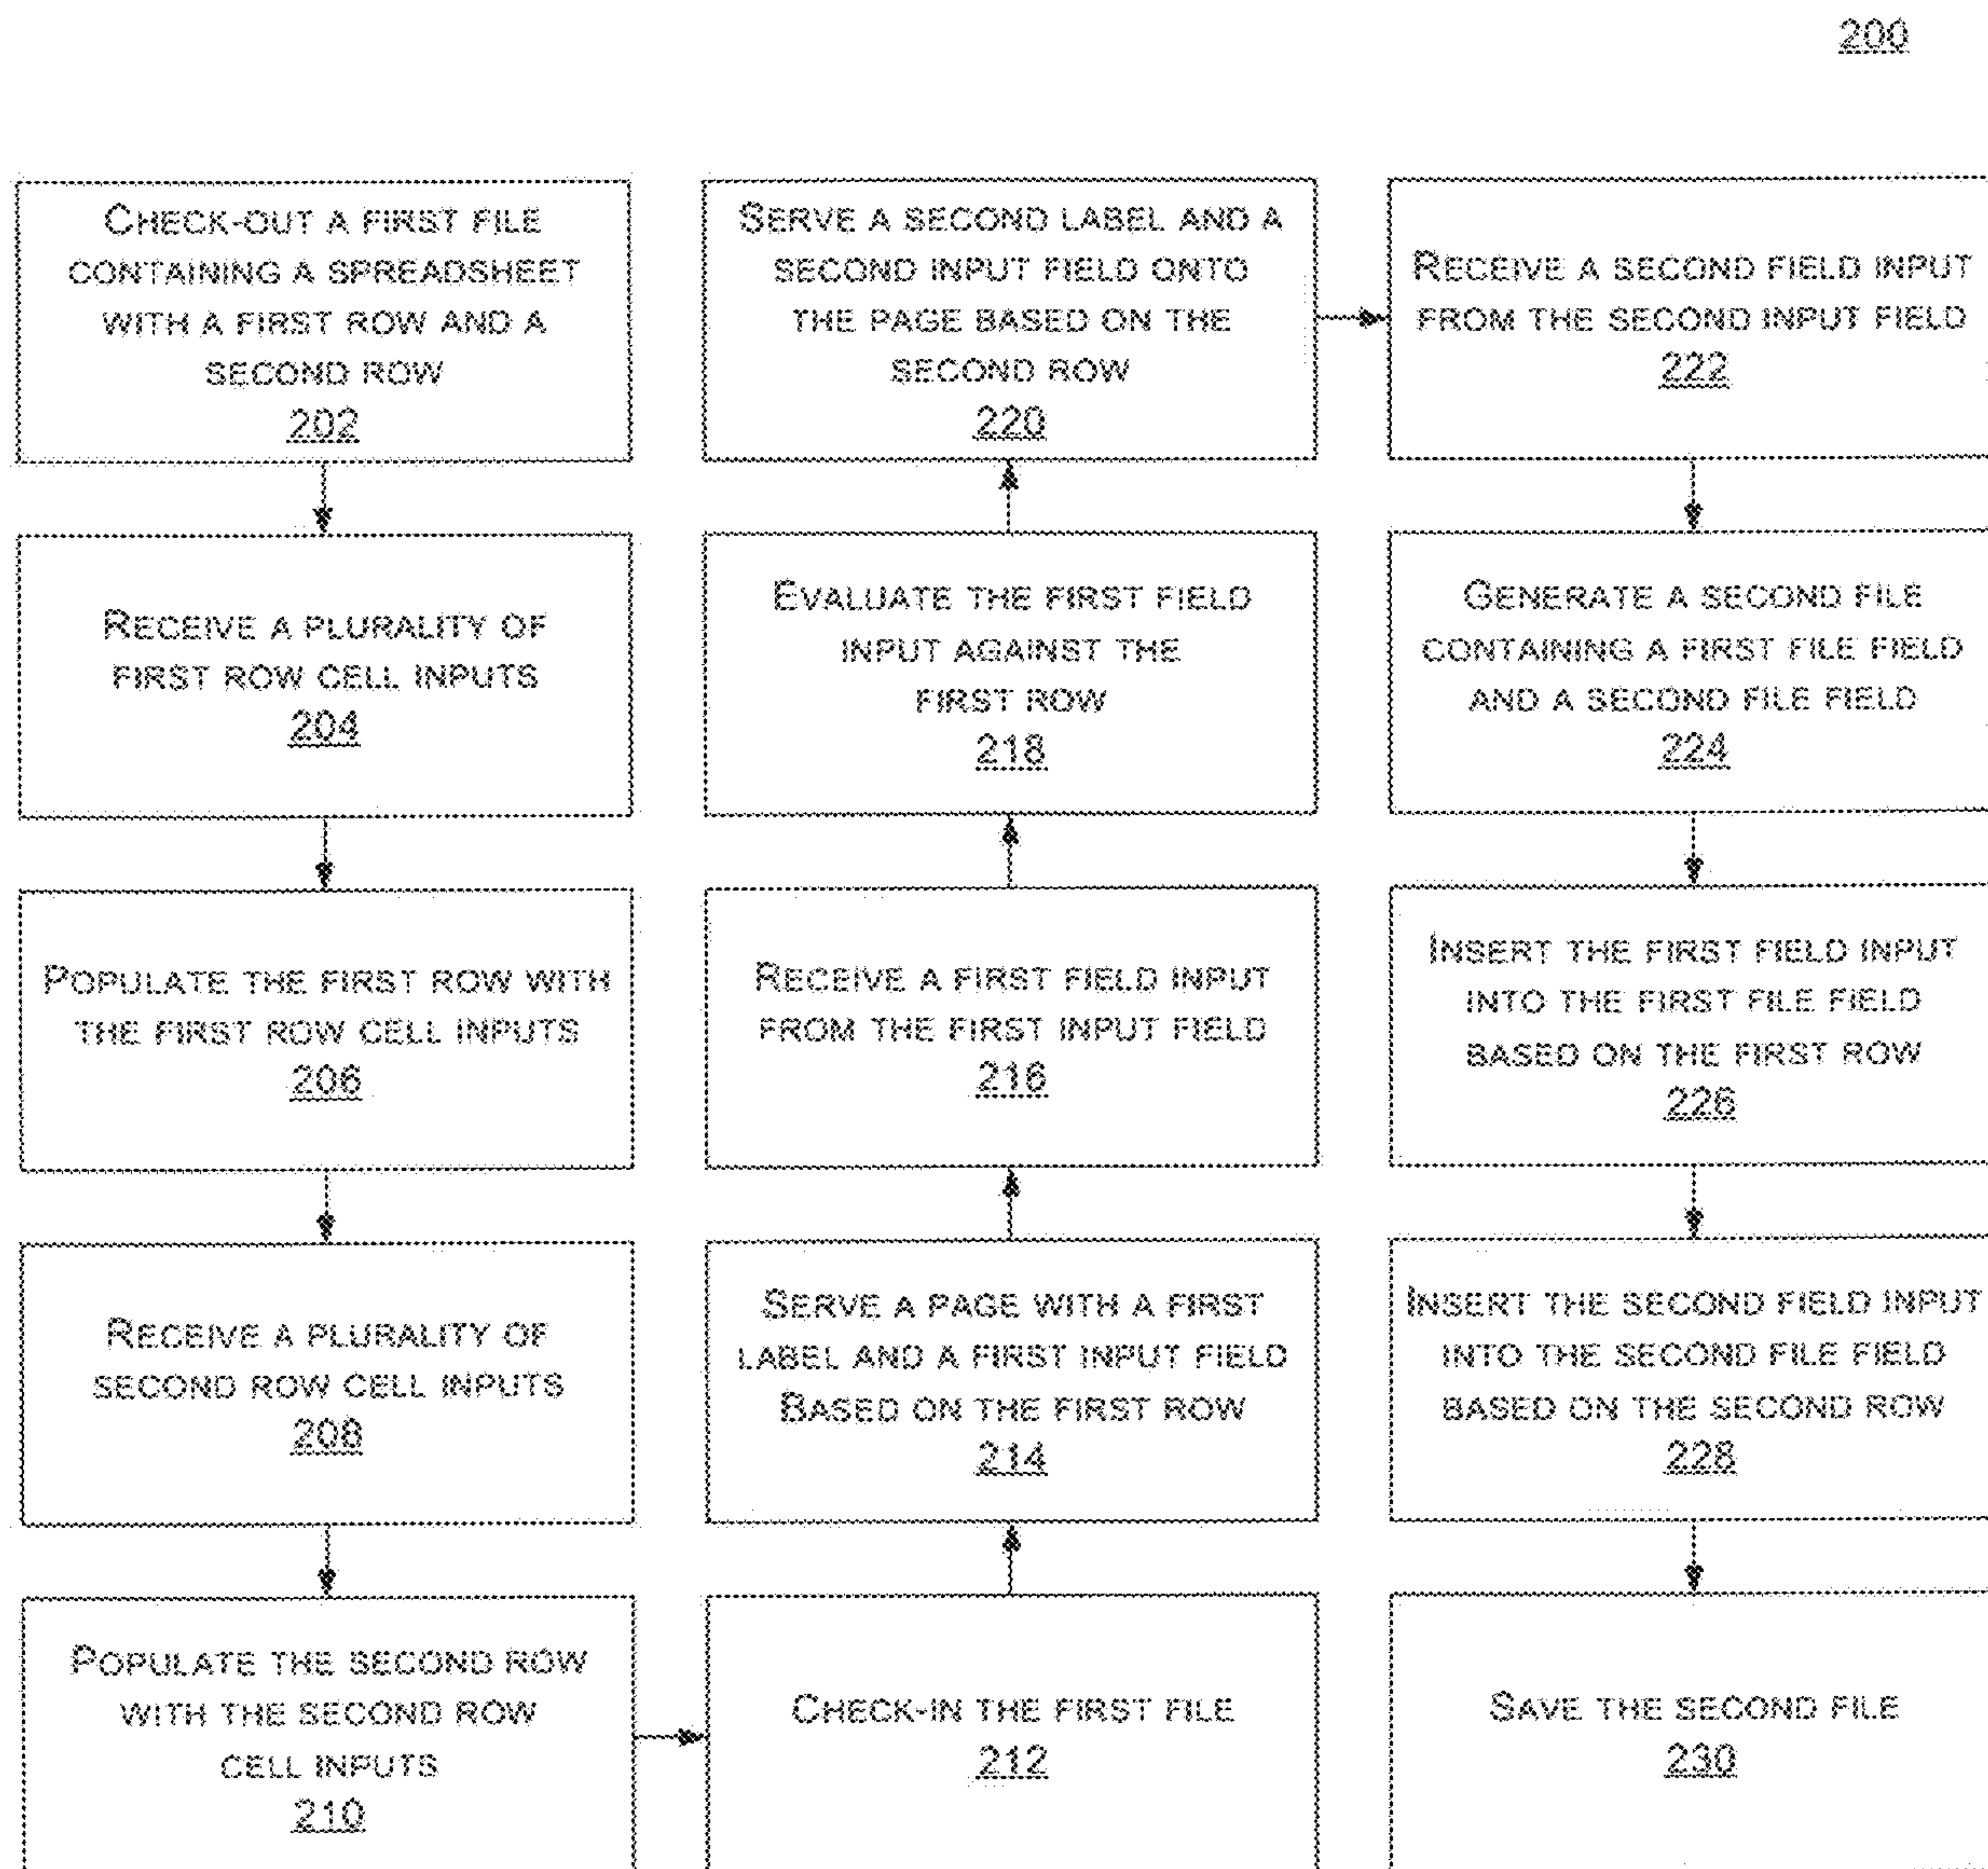 200
CHECK-OUT A FIRST FILE
CONTAINING A SPREADSHEET
WITH A FIRST ROW AND A
SECOND ROW
202
RECEIVE A PLURALITY OF
FIRST ROW CELL INPUTS
204
POPULATE THE FIRST ROW WITH
THE FIRST ROW CELL INPUTS
206
RECEIVE A PLURALITY OF
SECOND ROW CELL INPUTS
208
POPULATE THE SECOND ROW
WITH THE SECOND ROW
CELL INPUTS
210
CHECK-IN THE FIRST FILE
212
SERVE A PAGE WITH A FIRST
LABEL AND A FIRST INPUT FIELD
BASED ON THE FIRST ROW
214
RECEIVE A FIRST FIELD INPUT
FROM THE FIRST INPUT FIELD
216
EVALUATE THE FIRST FIELD
INPUT AGAINST THE
FIRST ROW
218
SERVE A SECOND LABEL AND A
SECOND INPUT FIELD ONTO
THE PAGE BASED ON THE
SECOND ROW
220
RECEIVE A SECOND FIELD INPUT
FROM THE SECOND INPUT FIELD
222
GENERATE A SECOND FILE
CONTAINING A FIRST FILE FIELD
AND A SECOND FILE FIELD
224
INSERT THE FIRST FIELD INPUT
INTO THE FIRST FILE FIELD
BASED ON THE FIRST ROW
226
INSERT THE SECOND FIELD INPUT
INTO THE SECOND FILE FIELD
BASED ON THE SECOND ROW
228
SAVE THE SECOND FILE
230